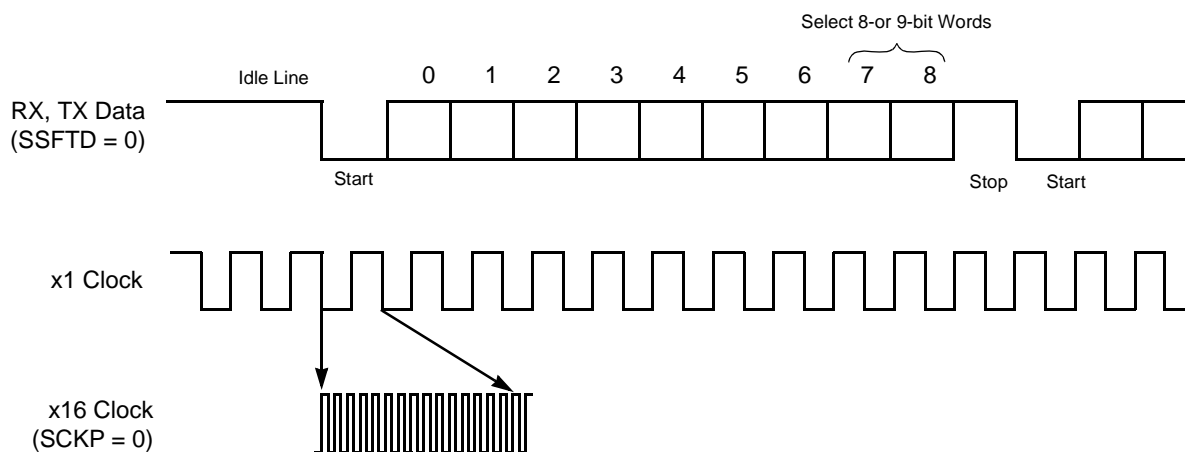 Select 8-or 9-bit Words
Idle Line
0 1 2 3 4 5 6 7 8
RX, TX Data
(SSFTD = 0)
Start
Stop
Start
x1 Clock
x16 Clock
(SCKP = 0)